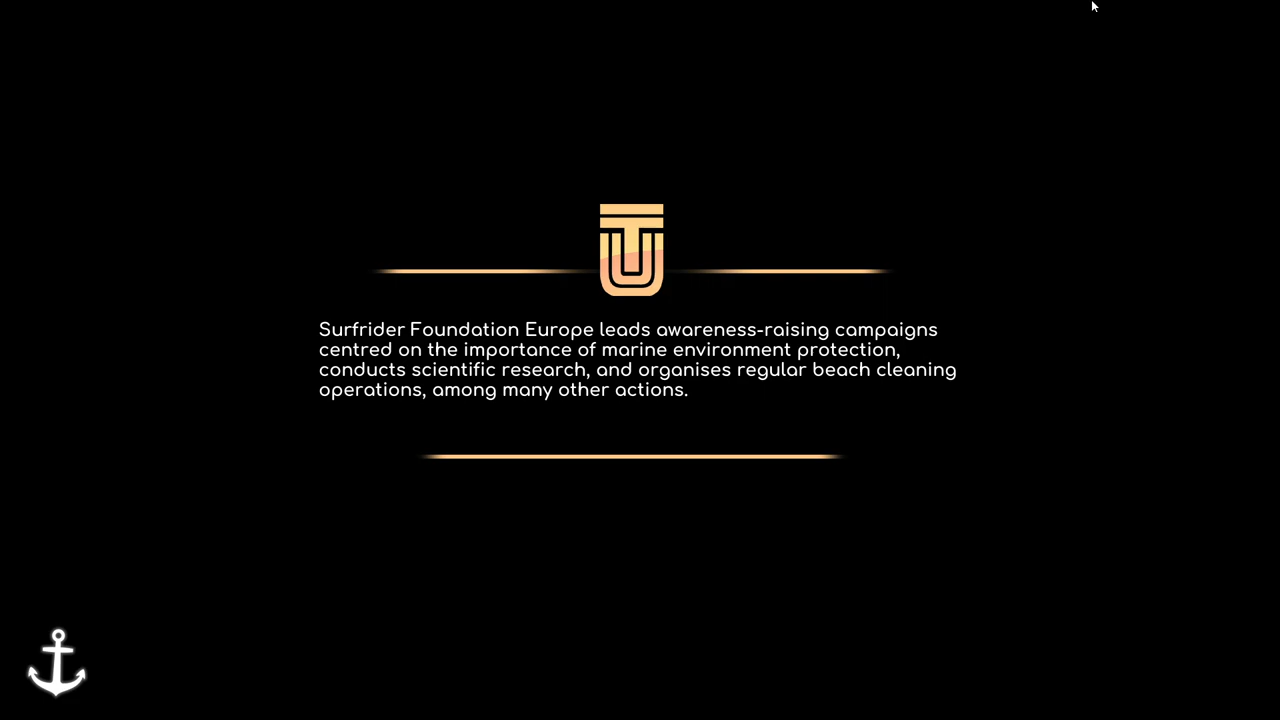 Surfrider Foundation Europe leads awareness-raising campaigns
centred on the importance of marine environment protection,
conducts scientific research, and organises regular beach cleaning
operations, among many other actions.